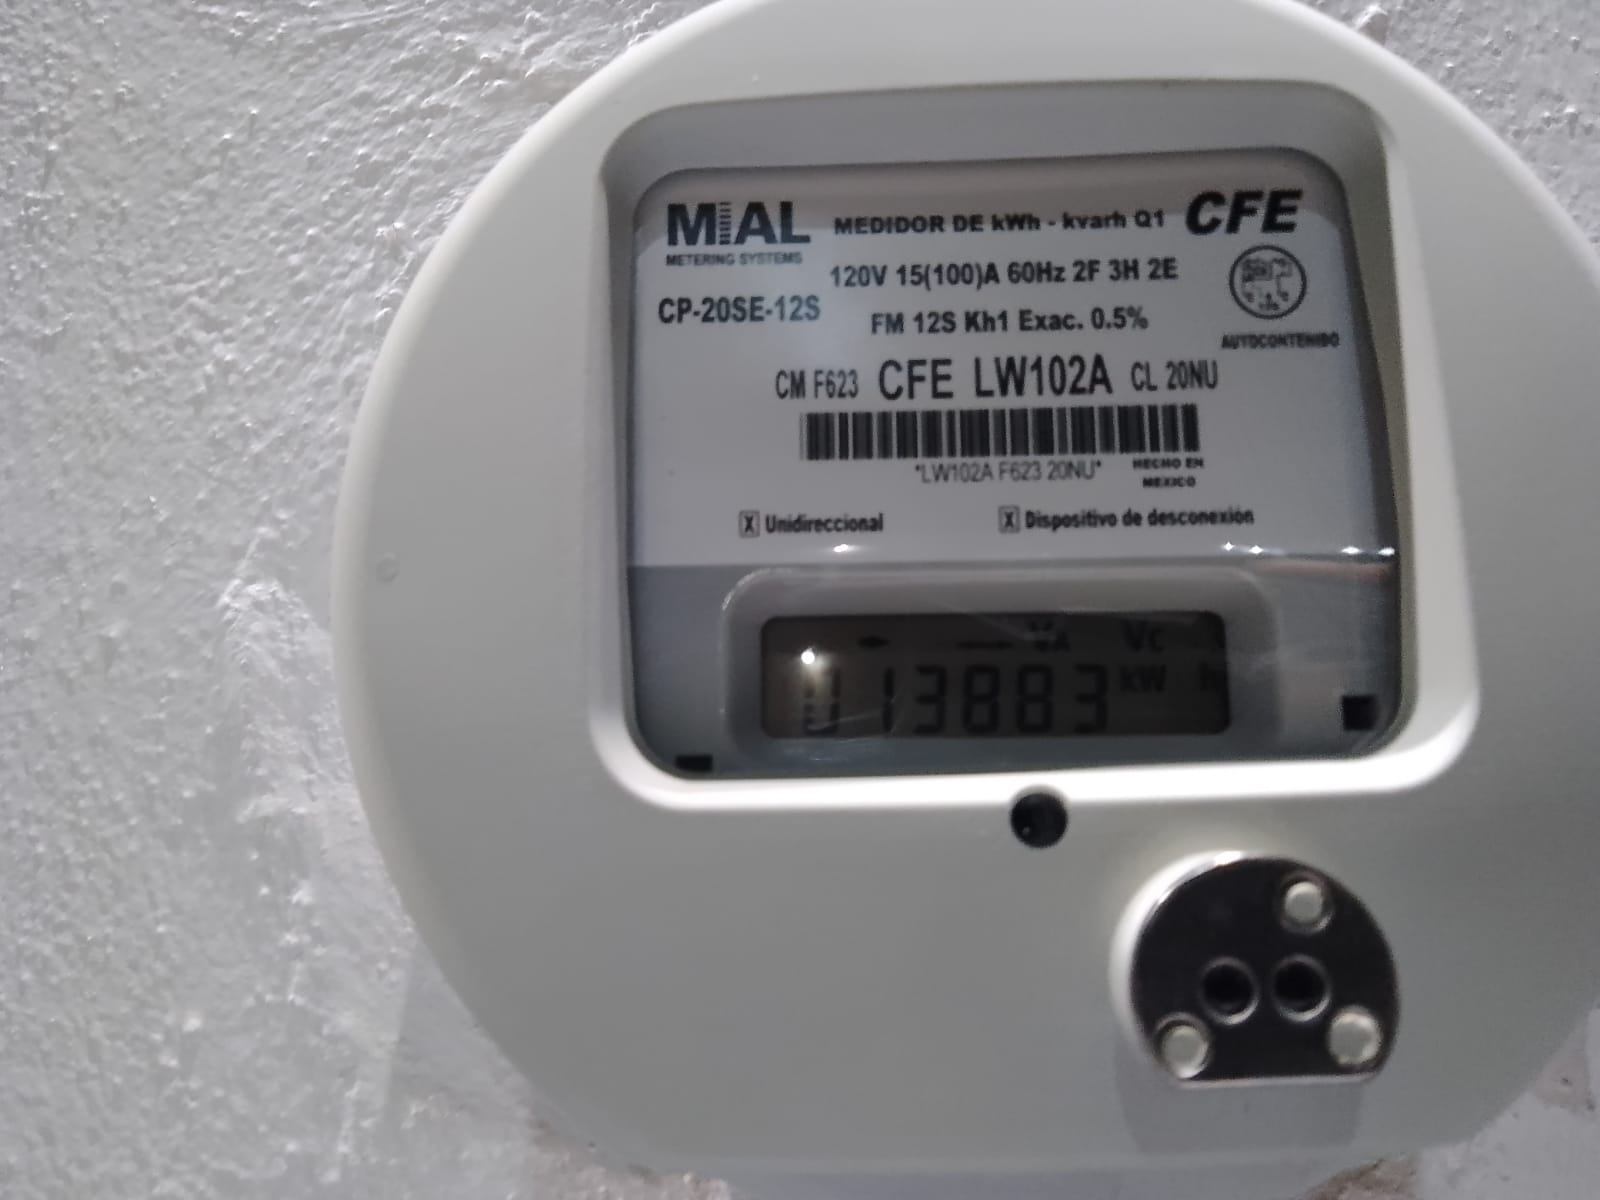 MIAL MEDIDOR DE kWh - kvarh Q1 CFE
METERING SYSTEMS
120V 15(100)A 60Hz 2F 3H 2E
CP-20SE-12S
FM 12S Kh1 Exac. 0.5%
AUTOCONTENIDO
CM F623 CFE LW102A CL 20NU
*LW102A F623 20NU* HECHO EN
MEXICO
X Unidireccional X Dispositivo de desconexión
VA VC
13883 kW h